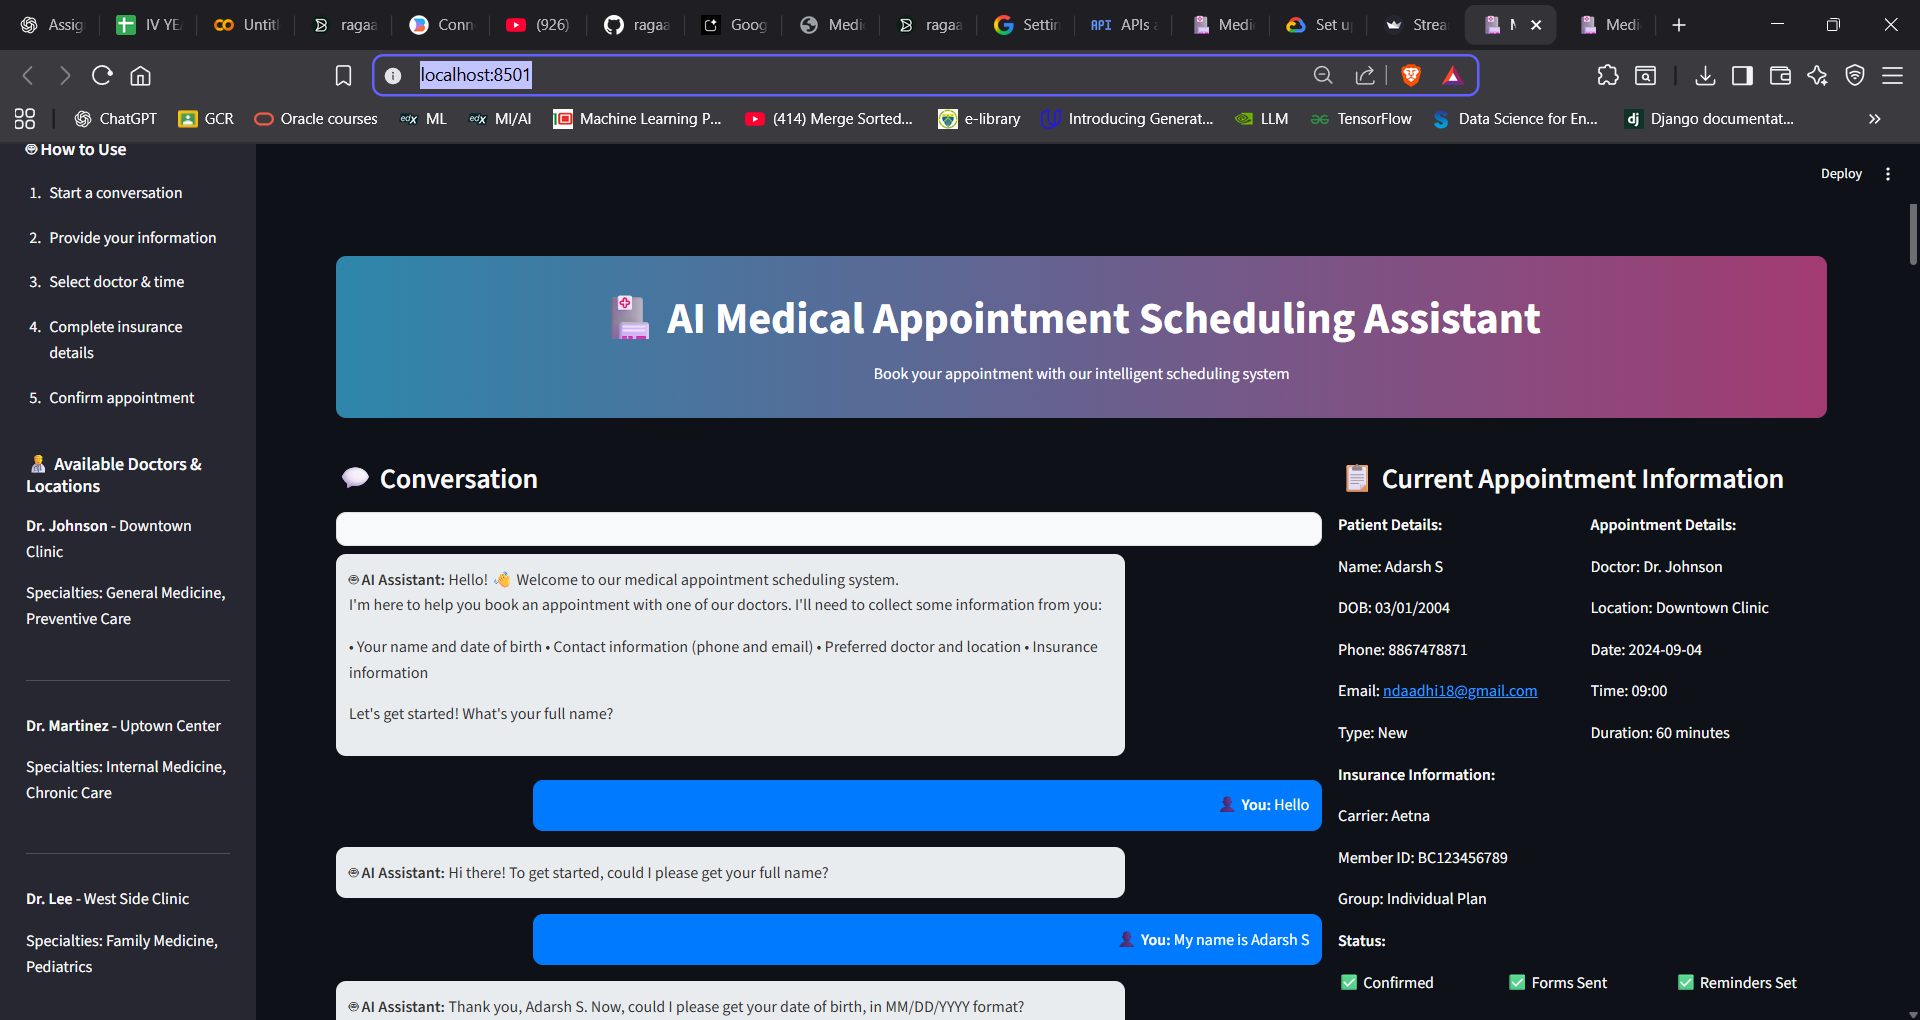 Assig
IV YE
Untitl
ragaa
Conn
(926)
ragaa
Goog
Medi
ragaa
Settin
API APIs a
Medi
Set u
Strea
M
Medi
localhost:8501
ChatGPT
GCR
Oracle courses
edX ML
edX MI/AI
Machine Learning P...
(414) Merge Sorted...
e-library
Introducing Generat...
LLM
TensorFlow
Data Science for En...
dj Django documentat...
How to Use
1. Start a conversation
2. Provide your information
3. Select doctor & time
4. Complete insurance
details
5. Confirm appointment
Available Doctors &
Locations
Dr. Johnson - Downtown
Clinic
Specialties: General Medicine,
Preventive Care
Dr. Martinez - Uptown Center
Specialties: Internal Medicine,
Chronic Care
Dr. Lee - West Side Clinic
Specialties: Family Medicine,
Pediatrics
Deploy
AI Medical Appointment Scheduling Assistant
Book your appointment with our intelligent scheduling system
Conversation
AI Assistant: Hello! 👋 Welcome to our medical appointment scheduling system.
I'm here to help you book an appointment with one of our doctors. I'll need to collect some information from you:
• Your name and date of birth • Contact information (phone and email) • Preferred doctor and location • Insurance
information
Let's get started! What's your full name?
You: Hello
AI Assistant: Hi there! To get started, could I please get your full name?
You: My name is Adarsh S
AI Assistant: Thank you, Adarsh S. Now, could I please get your date of birth, in MM/DD/YYYY format?
Current Appointment Information
Patient Details:
Name: Adarsh S
DOB: 03/01/2004
Phone: 8867478871
Email: ndaadhi18@gmail.com
Type: New
Appointment Details:
Doctor: Dr. Johnson
Location: Downtown Clinic
Date: 2024-09-04
Time: 09:00
Duration: 60 minutes
Insurance Information:
Carrier: Aetna
Member ID: BC123456789
Group: Individual Plan
Status:
✅ Confirmed
✅ Forms Sent
✅ Reminders Set